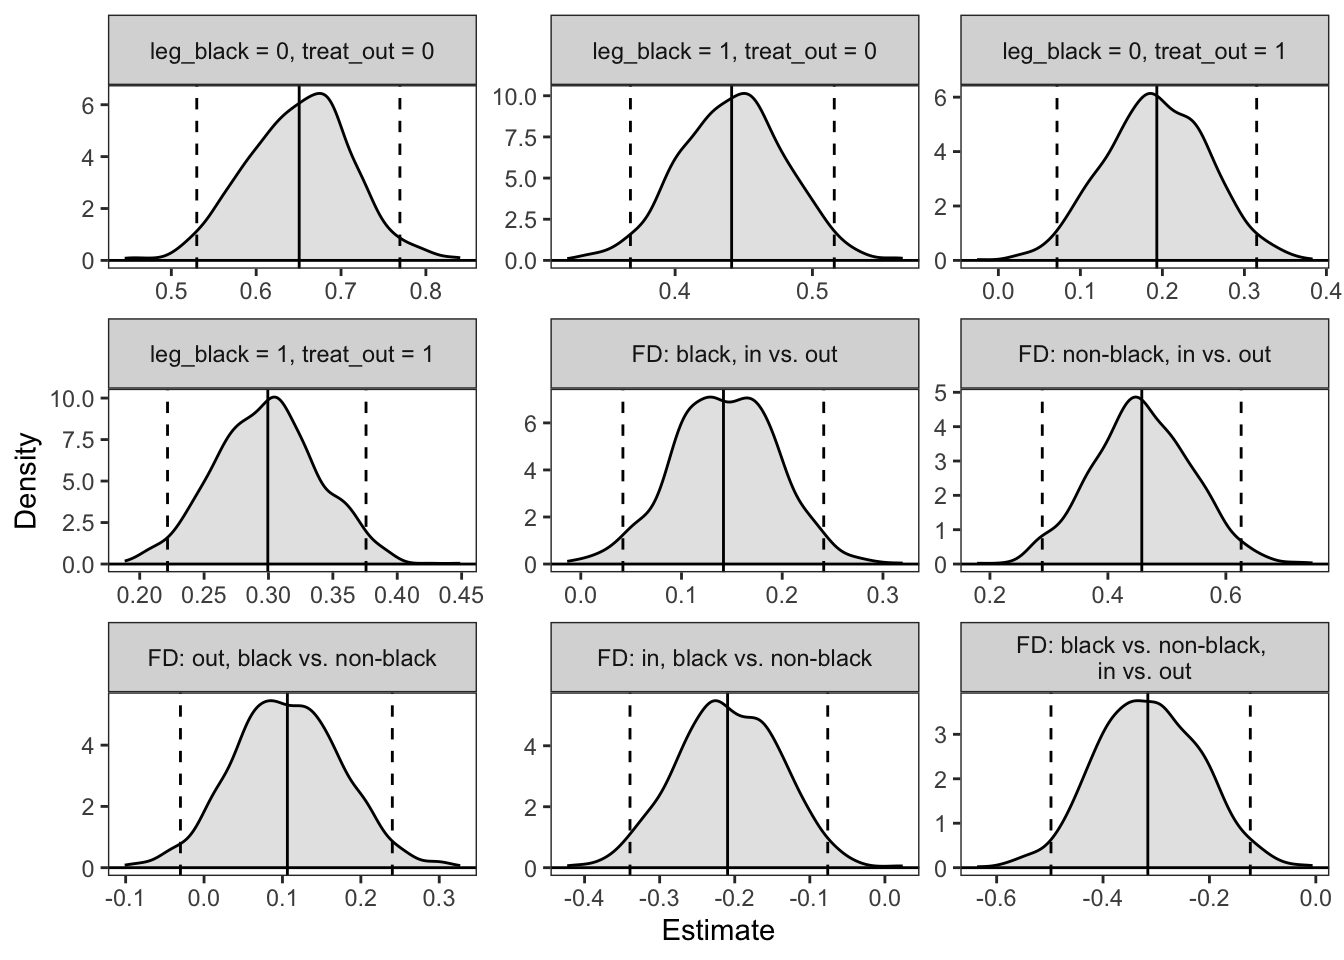 leg_black = 0, treat_out = 0
leg_black = 1, treat_out = 0
leg_black = 0, treat_out = 1
6
4
2
0
0.5 0.6 0.7 0.8
10.0
7.5
5.0
2.5
0.0
0.4 0.5
6
4
2
0
0.0 0.1 0.2 0.3 0.4
leg_black = 1, treat_out = 1
FD: black, in vs. out
FD: non-black, in vs. out
10.0
7.5
5.0
2.5
0.0
0.20 0.25 0.30 0.35 0.40 0.45
6
4
2
0
0.0 0.1 0.2 0.3
5
4
3
2
1
0
0.2 0.4 0.6
FD: out, black vs. non-black
FD: in, black vs. non-black
FD: black vs. non-black,
in vs. out
4
2
0
-0.1 0.0 0.1 0.2 0.3
4
2
0
-0.4 -0.3 -0.2 -0.1 0.0
3
2
1
0
-0.6 -0.4 -0.2 0.0
Density
Estimate